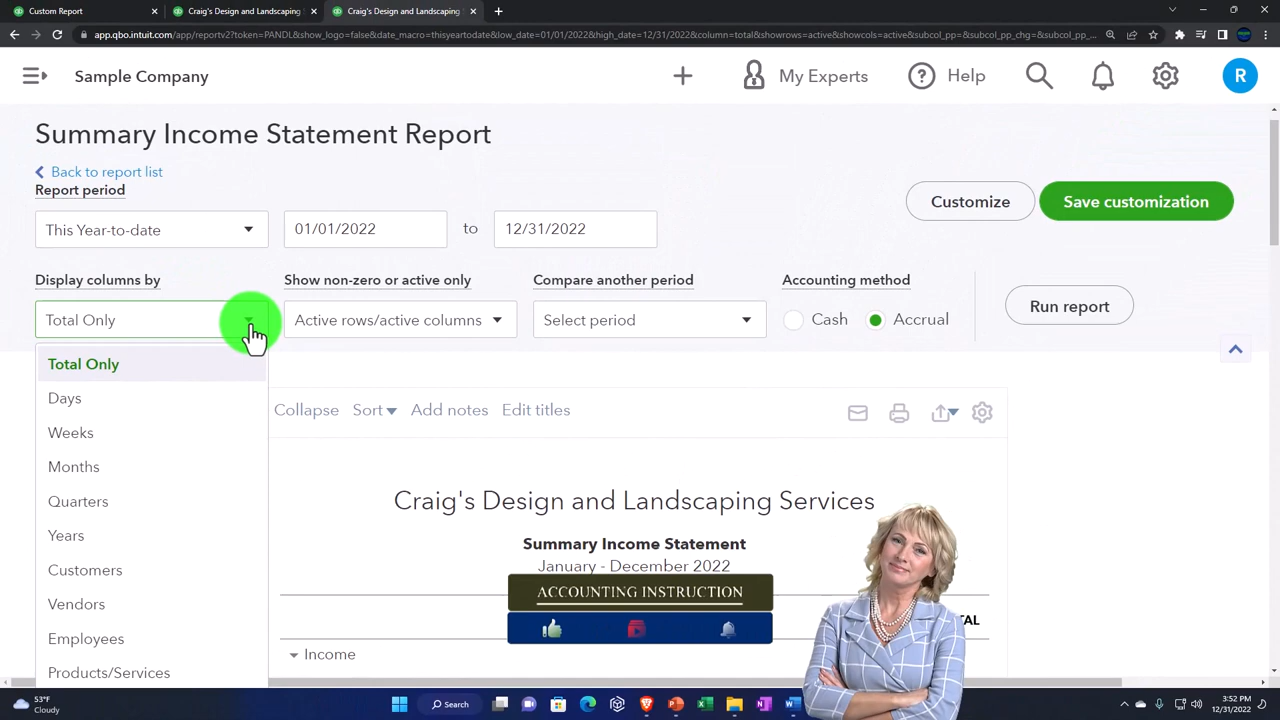 Custom Report
Craig's Design and Landscaping
Craig's Design and Landscaping S
app.qbo.intuit.com/app/reportv2?token=PANDL&show_logo=false&date_macro=thisyeartodate&low_date=01/01/2022&high_date=12/31/2022&column=total&showrows=active&showcols=active&subcol_pp=&subcol_pp_chg=&subcol_py=&subcol_py_chg=&subcol_py...
Sample Company
My Experts
Help
R
Summary Income Statement Report
Back to report list
Report period
This Year-to-date
01/01/2022
to
12/31/2022
Customize
Save customization
Display columns by
Show non-zero or active only
Compare another period
Accounting method
Total Only
Active rows/active columns
Select period
Cash
Accrual
Run report
Total Only
Days
Weeks
Months
Quarters
Years
Customers
Vendors
Employees
Products/Services
Collapse
Sort
Add notes
Edit titles
Craig's Design and Landscaping Services
Summary Income Statement
January - December 2022
ACCOUNTING INSTRUCTION
TAL
Income
53°F
Cloudy
Search
3:52 PM
12/31/2022